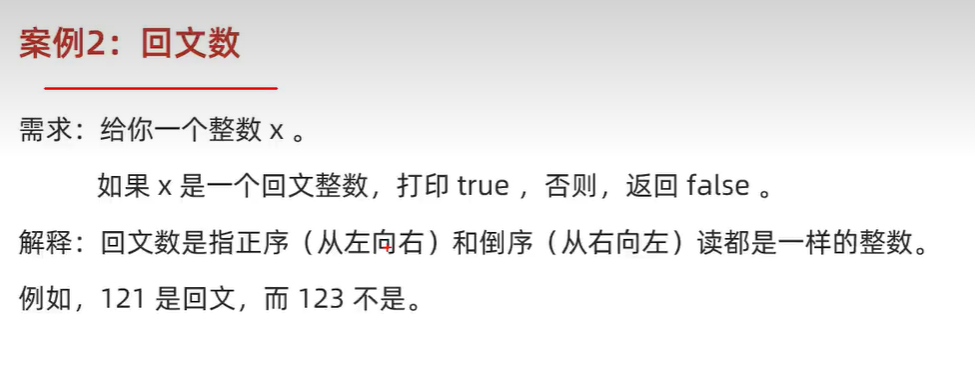 案例2：回文数
需求：给你一个整数 x 。
如果 x 是一个回文整数，打印 true ，否则，返回 false 。
解释：回文数是指正序（从左向右）和倒序（从右向左）读都是一样的整数。
例如，121 是回文，而 123 不是。